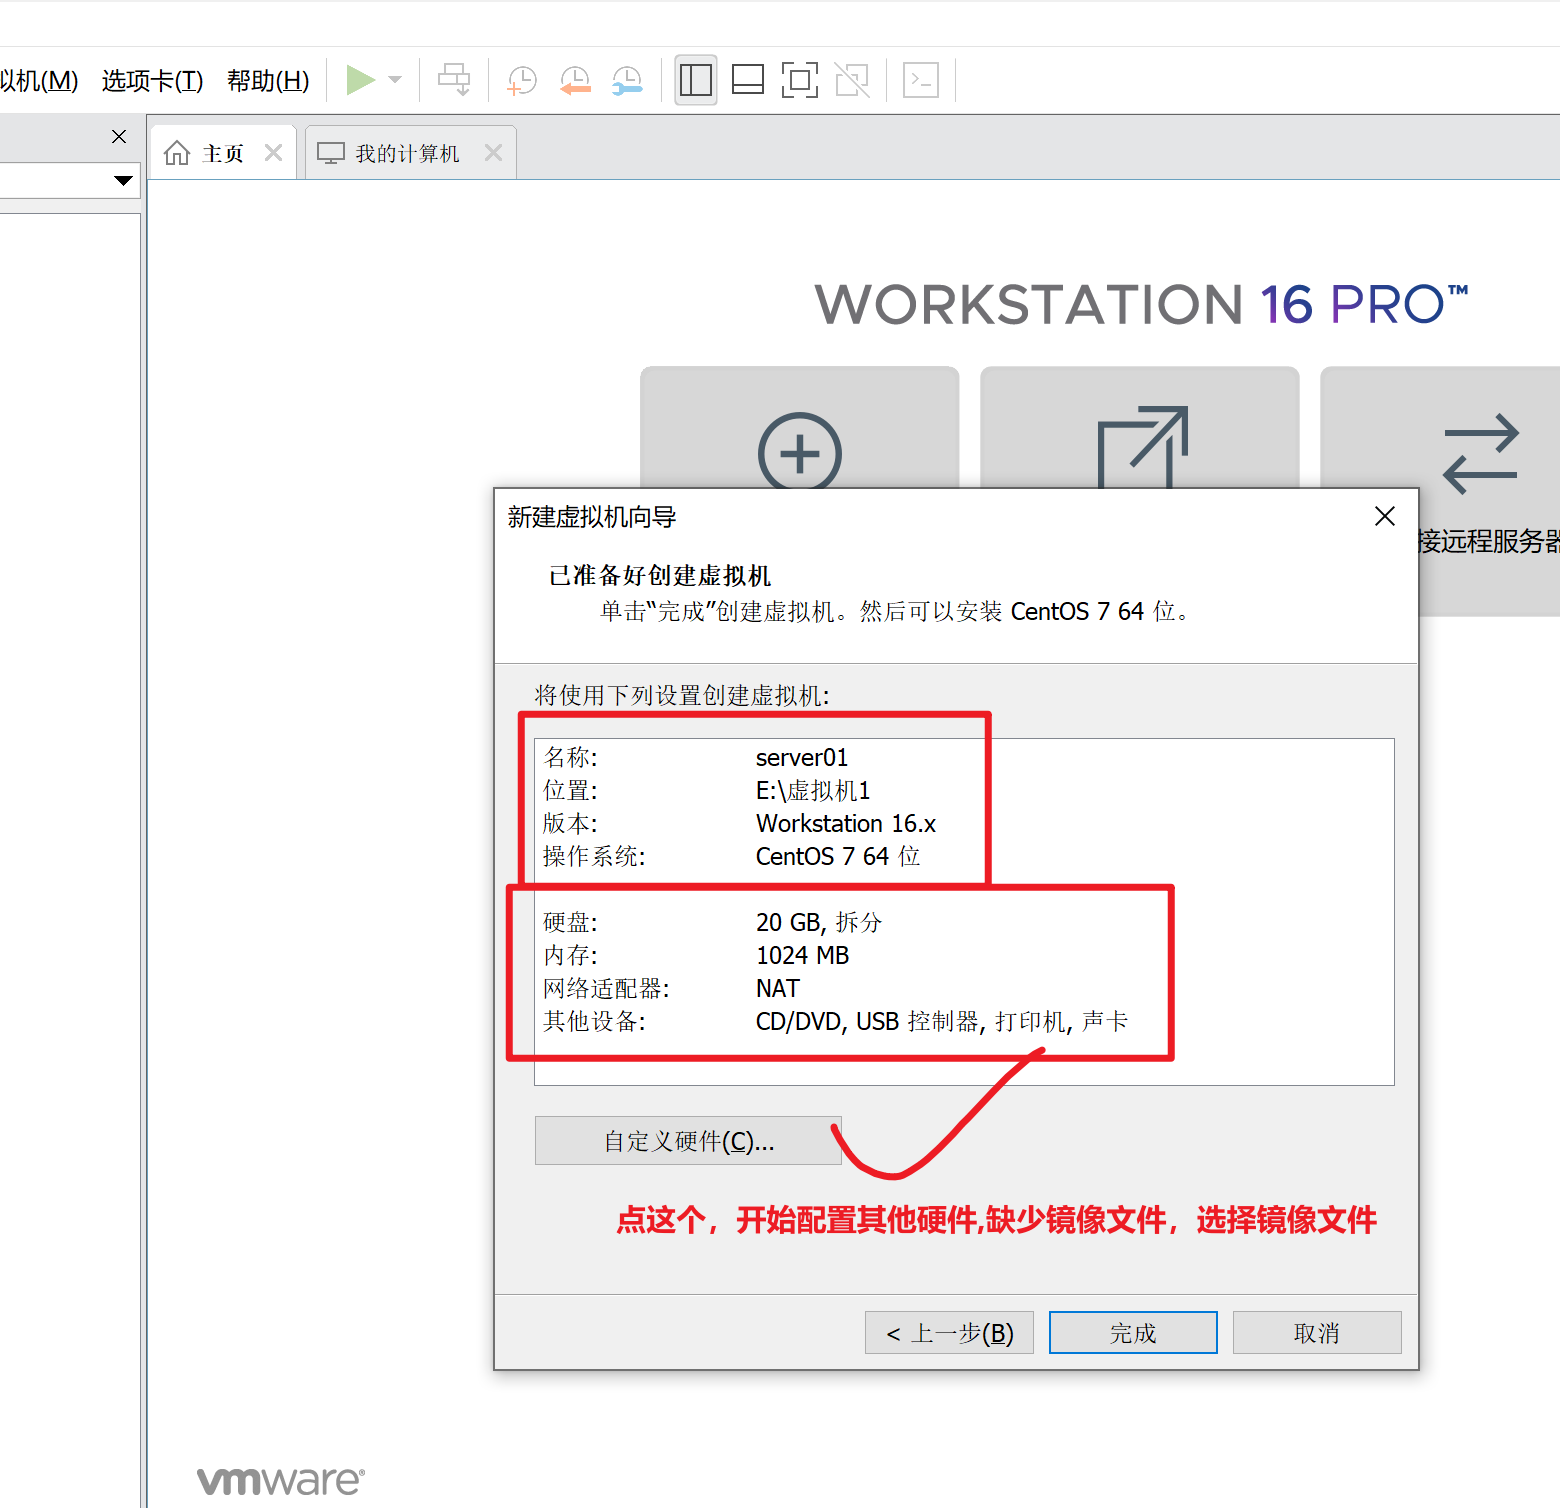 拟机(M) 选项卡(T) 帮助(H)
主页 我的计算机
WORKSTATION 16 PRO™
接远程服务器
新建虚拟机向导
已准备好创建虚拟机
单击“完成”创建虚拟机。然后可以安装 CentOS 7 64 位。
将使用下列设置创建虚拟机:
名称: server01
位置: E:\虚拟机1
版本: Workstation 16.x
操作系统: CentOS 7 64 位
硬盘: 20 GB, 拆分
内存: 1024 MB
网络适配器: NAT
其他设备: CD/DVD, USB 控制器, 打印机, 声卡
自定义硬件(C)...
点这个，开始配置其他硬件,缺少镜像文件，选择镜像文件
< 上一步(B) 完成 取消
vmware®